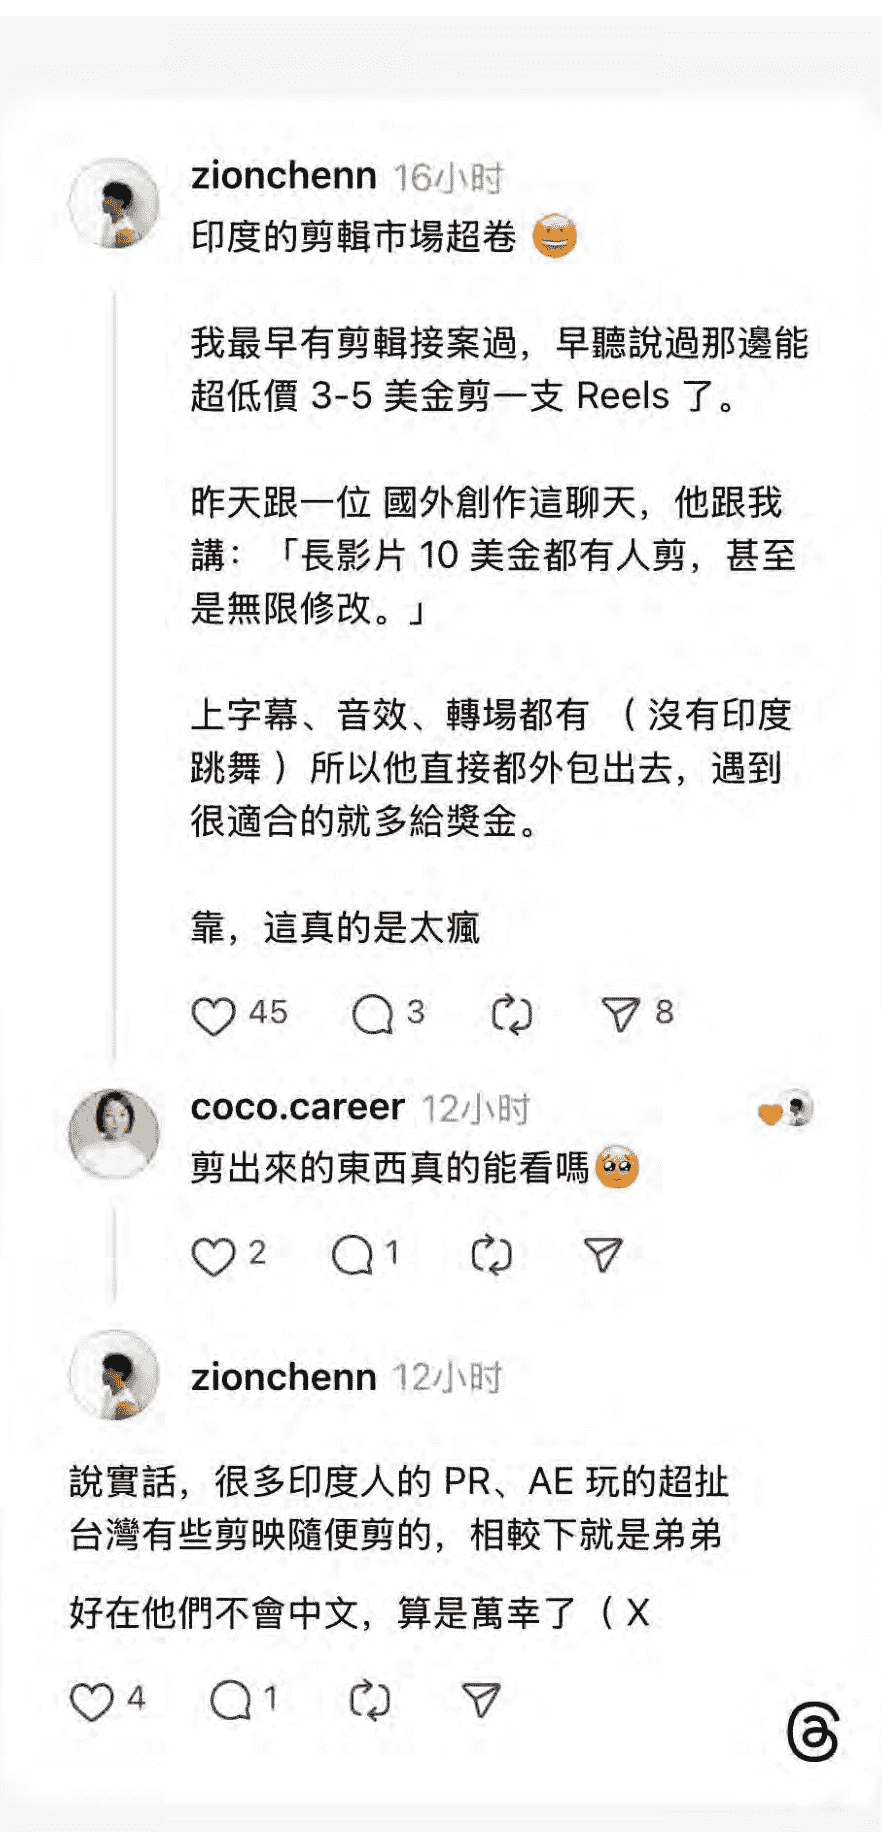 zionchenn 16小时
印度的剪輯市場超卷
我最早有剪輯接案過，早聽說過那邊能
超低價 3-5 美金剪一支 Reels 了。
昨天跟一位 國外創作這聊天，他跟我
講：「長影片 10 美金都有人剪，甚至
是無限修改。」
上字幕、音效、轉場都有 （ 沒有印度
跳舞 ）所以他直接都外包出去，遇到
很適合的就多給獎金。
靠，這真的是太瘋
45 3 8
coco.career 12小时
剪出來的東西真的能看嗎
2 1
zionchenn 12小时
說實話，很多印度人的 PR、AE 玩的超扯
台灣有些剪映隨便剪的，相較下就是弟弟
好在他們不會中文，算是萬幸了（ X
4 1